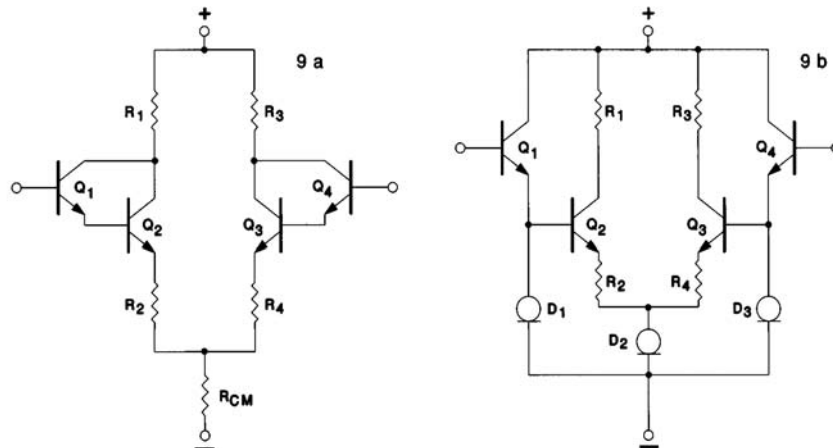 +
9 a
R1
R3
Q1
Q4
Q2
Q3
R2
R4
RCM
−
+
9 b
R1
R3
Q1
Q4
Q2
Q3
R2
R4
D1
D2
D3
−